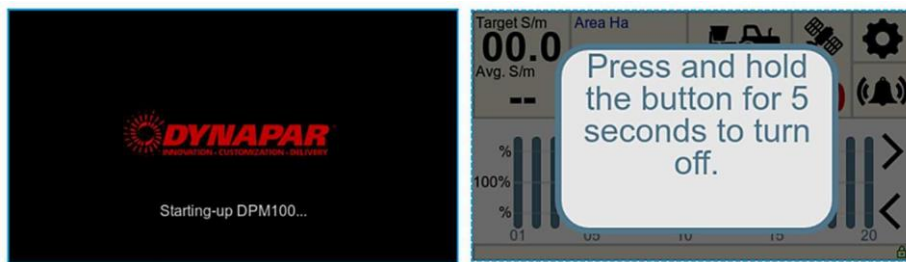 DYNAPAR
INNOVATION - CUSTOMIZATION - DELIVERY
Starting-up DPM100...
Target S/m
00.0
Area Ha
Avg. S/m
--
Press and hold
the button for 5
seconds to turn
off.
%
100%
%
01 05 10 15 20